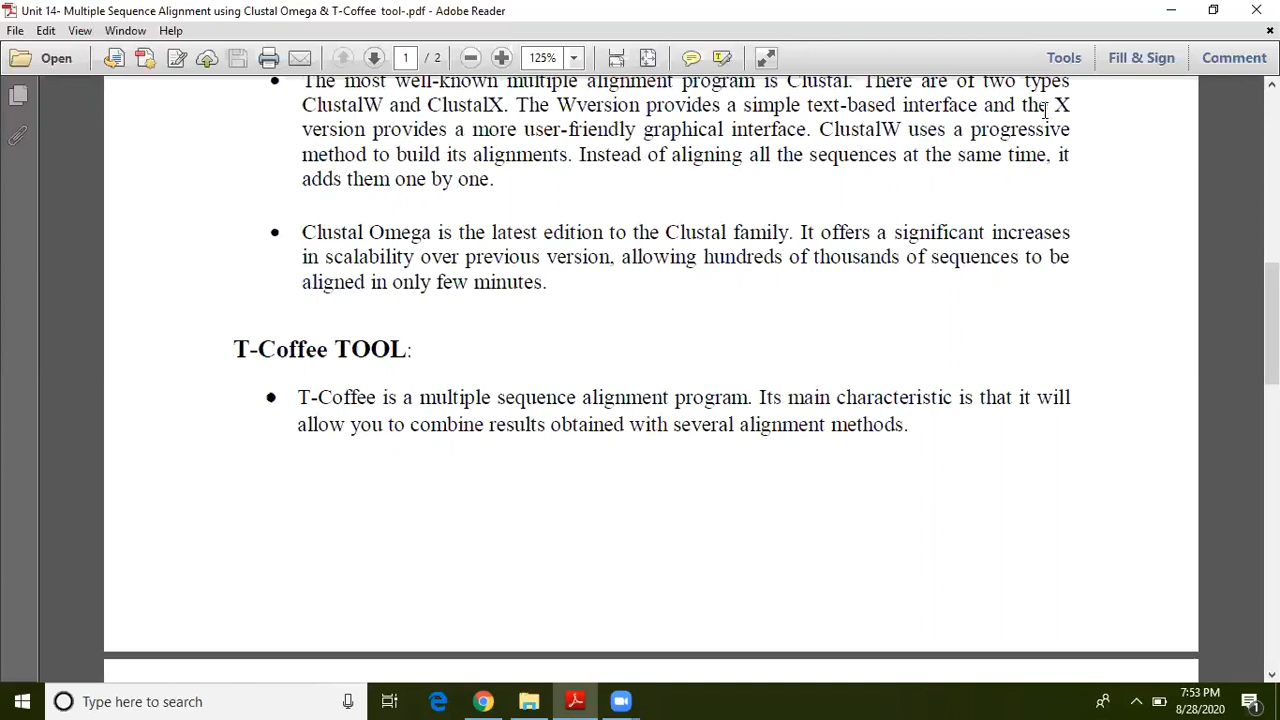 Unit 14- Multiple Sequence Alignment using Clustal Omega & T-Coffee tool-.pdf - Adobe Reader
File Edit View Window Help
Open 1 / 2 125% Tools Fill & Sign Comment
• The most well-known multiple alignment program is Clustal. There are of two types
ClustalW and ClustalX. The Wversion provides a simple text-based interface and the X
version provides a more user-friendly graphical interface. ClustalW uses a progressive
method to build its alignments. Instead of aligning all the sequences at the same time, it
adds them one by one.
• Clustal Omega is the latest edition to the Clustal family. It offers a significant increases
in scalability over previous version, allowing hundreds of thousands of sequences to be
aligned in only few minutes.
T-Coffee TOOL:
• T-Coffee is a multiple sequence alignment program. Its main characteristic is that it will
allow you to combine results obtained with several alignment methods.
Type here to search
7:53 PM
8/28/2020
1